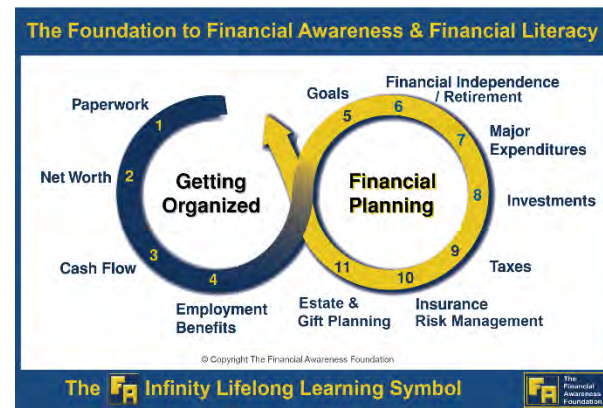 The Foundation to Financial Awareness & Financial Literacy
Paperwork
1
Net Worth
2
Cash Flow
3
4
Employment
Benefits
Getting
Organized
Goals
5
Financial Independence
/ Retirement
6
7
Major
Expenditures
8
Investments
9
Taxes
10
Insurance
Risk Management
11
Estate &
Gift Planning
Financial
Planning
© Copyright The Financial Awareness Foundation
The FA Infinity Lifelong Learning Symbol
FA
The
Financial
Awareness
Foundation